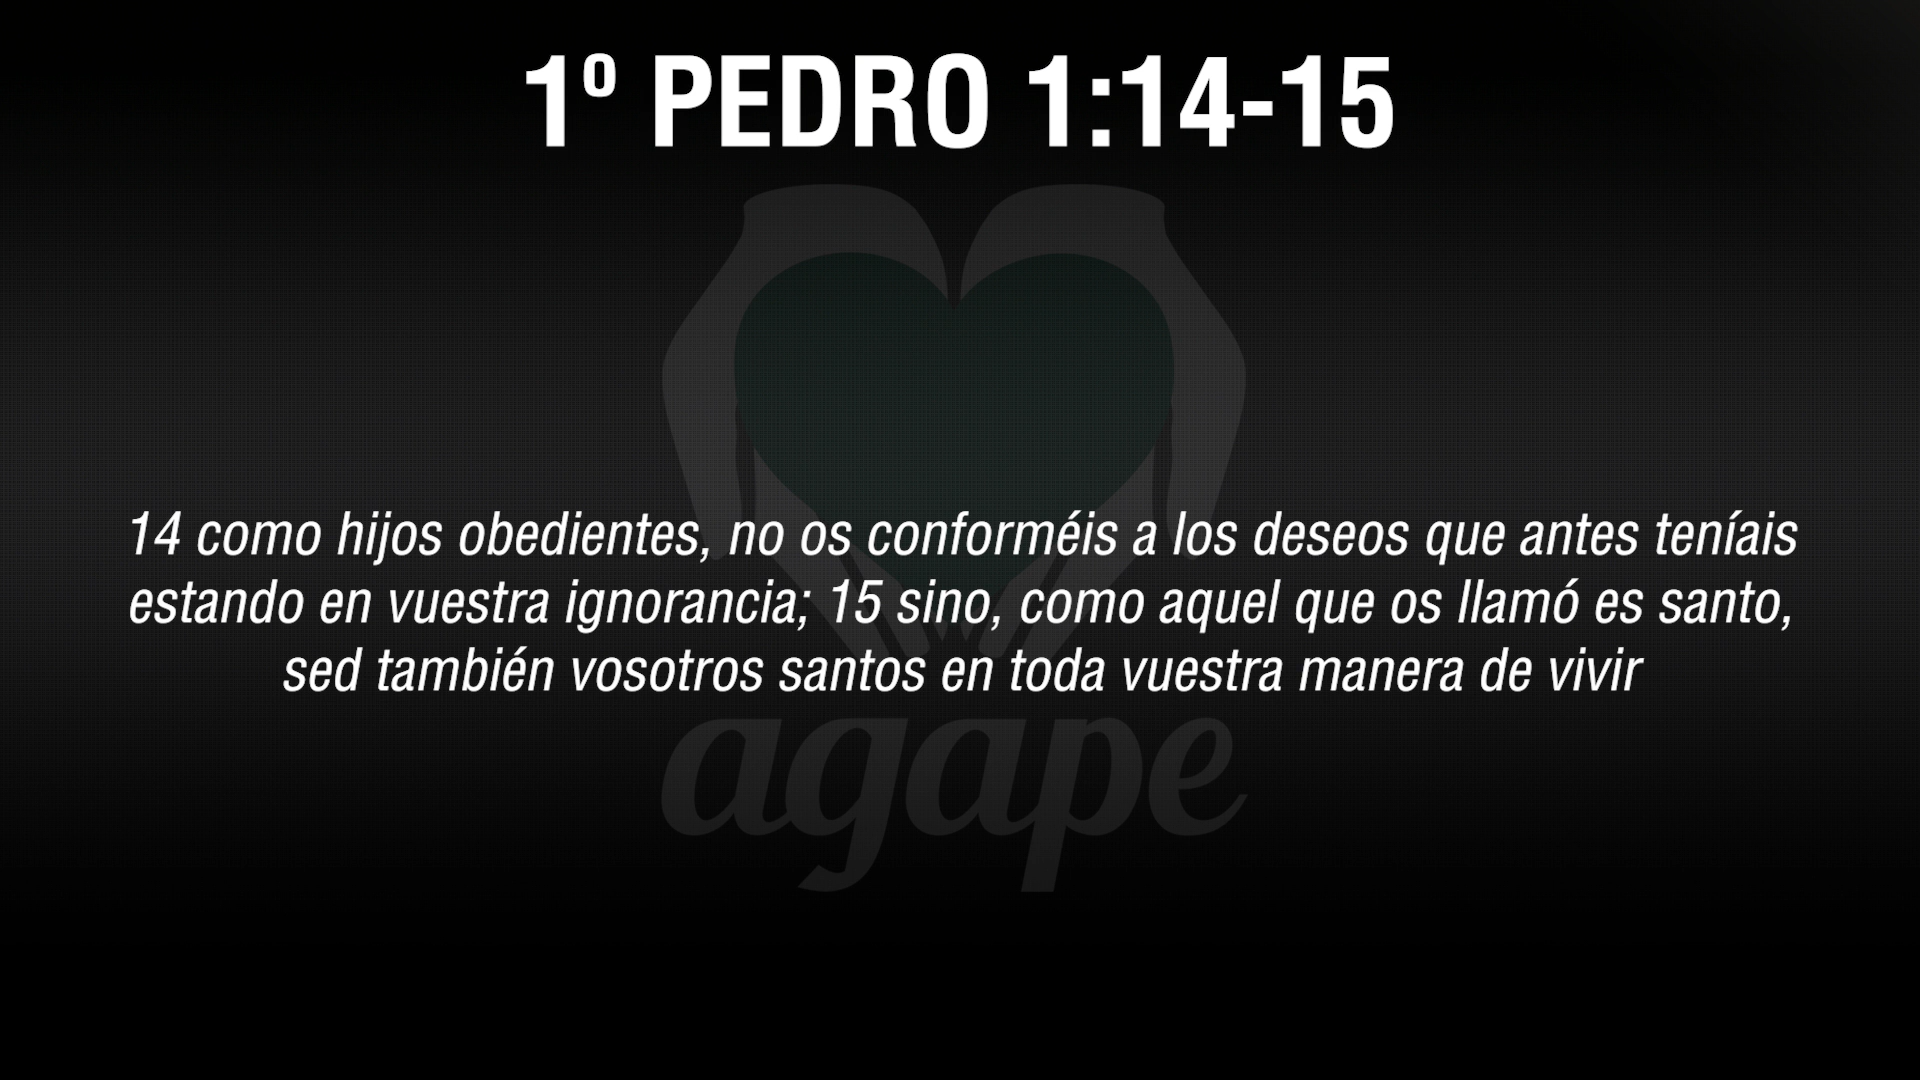 1º PEDRO 1:14-15
14 como hijos obedientes, no os conforméis a los deseos que antes teníais
estando en vuestra ignorancia; 15 sino, como aquel que os llamó es santo,
sed también vosotros santos en toda vuestra manera de vivir
agape